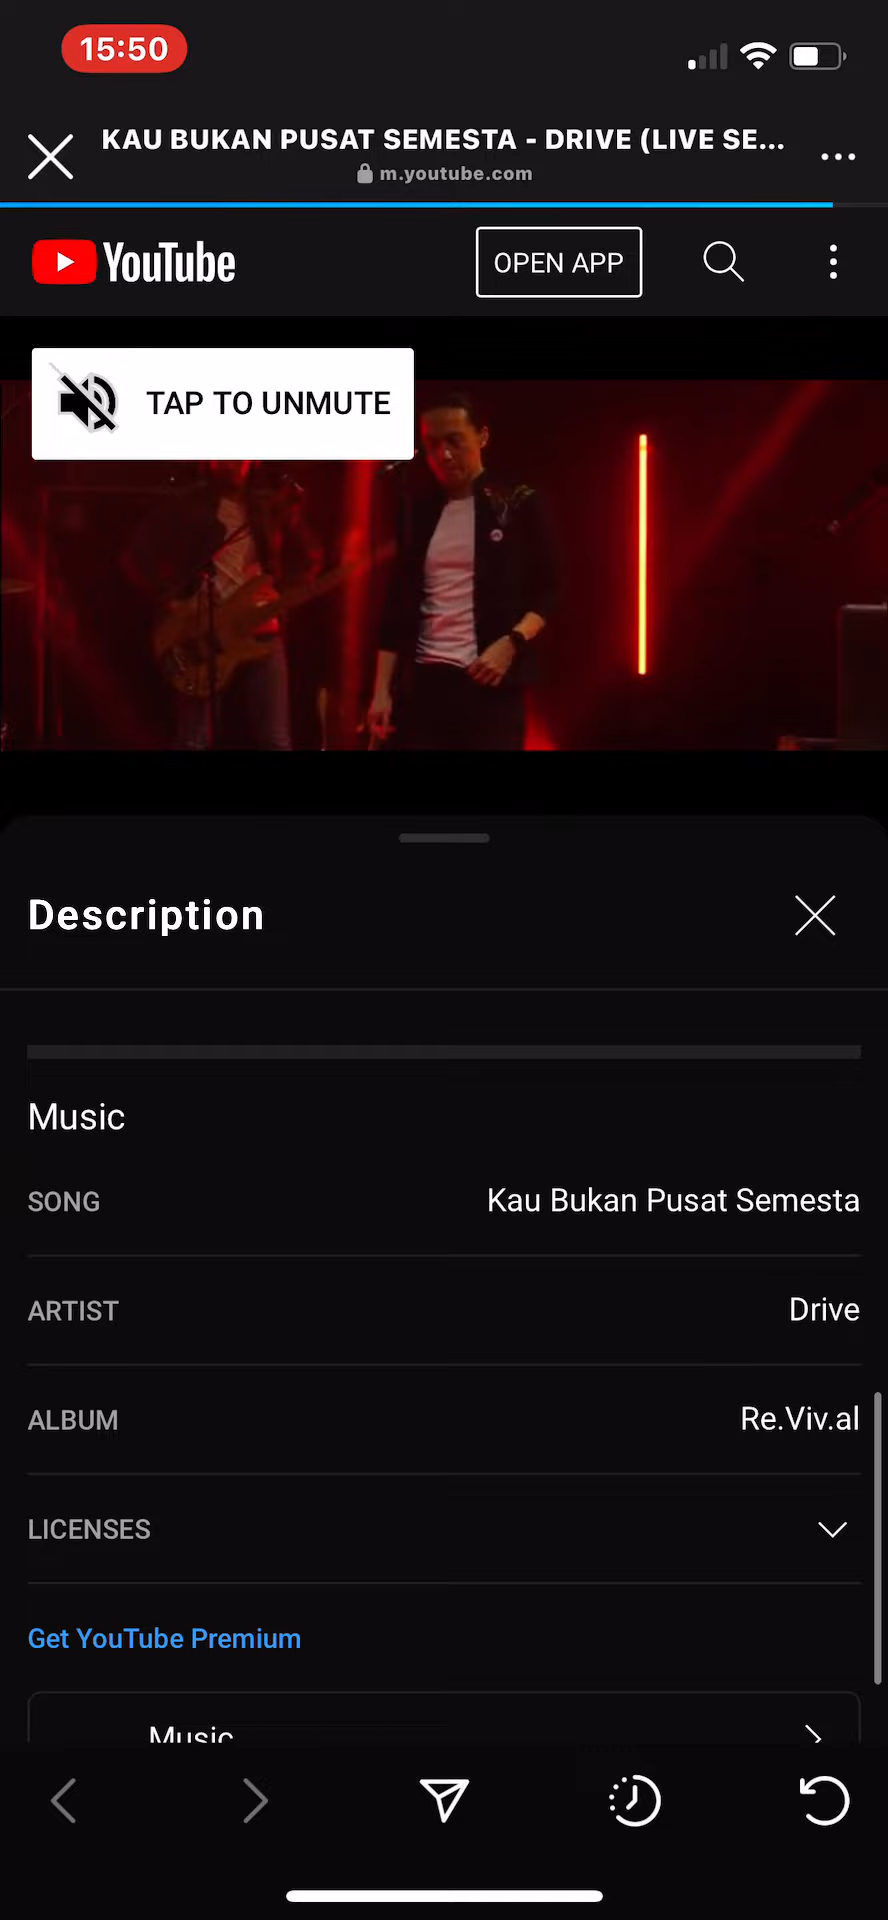 15:50
KAU BUKAN PUSAT SEMESTA - DRIVE (LIVE SE...
m.youtube.com
YouTube
OPEN APP
TAP TO UNMUTE
Description
Music
SONG
Kau Bukan Pusat Semesta
ARTIST
Drive
ALBUM
Re.Viv.al
LICENSES
Get YouTube Premium
Music